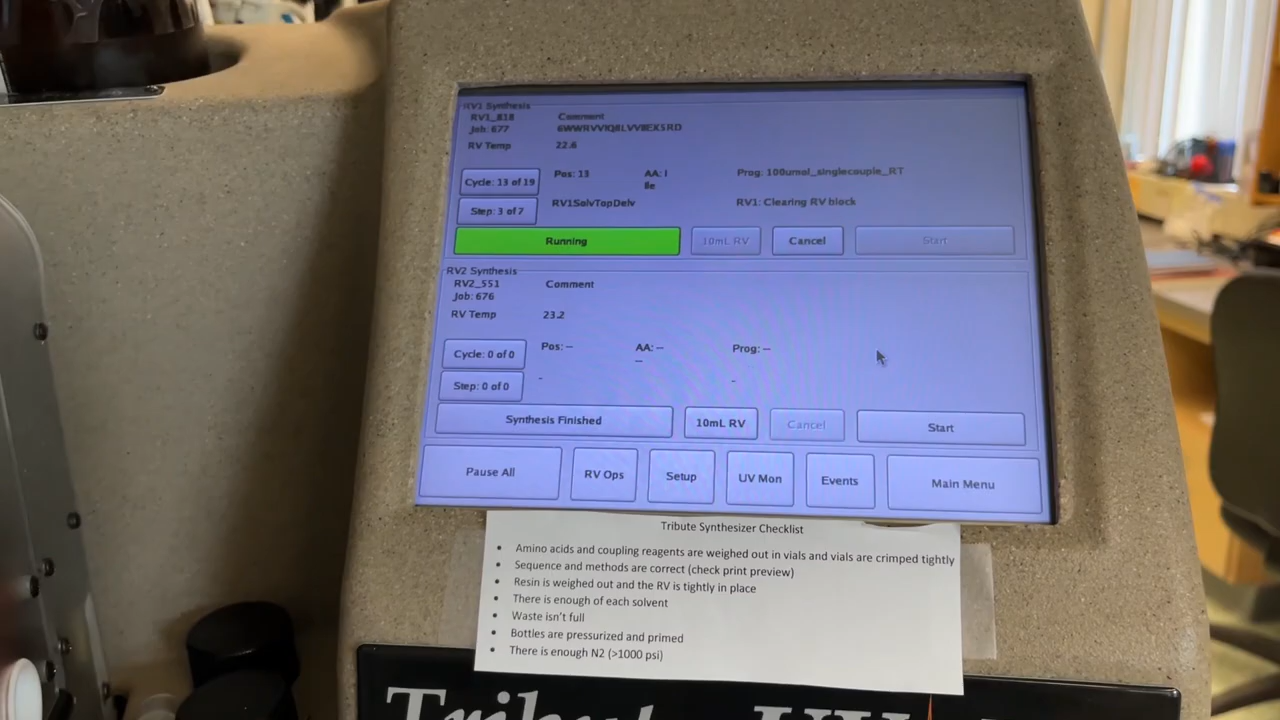 RV1 Synthesis
RV1_818 Comment
Job: 677
RV Temp 22.6
Cycle: 13 of 19 Pos: 13 AA: I Prog: 100umol_singlecouple_RT
Ile
Step: 3 of 7 RV1SolvTopDelv RV1: Clearing RV block
Running 10mL RV Cancel Start
RV2 Synthesis
RV2_551 Comment
Job: 676
RV Temp 23.2
Cycle: 0 of 0 Pos: -- AA: -- Prog: --
--
Step: 0 of 0 - -
Synthesis Finished 10mL RV Cancel Start
Pause All RV Ops Setup UV Mon Events Main Menu
Tribute Synthesizer Checklist
• Amino acids and coupling reagents are weighed out in vials and vials are crimped tightly
• Sequence and methods are correct (check print preview)
• Resin is weighed out and the RV is tightly in place
• There is enough of each solvent
• Waste isn't full
• Bottles are pressurized and primed
• There is enough N2 (>1000 psi)
Tribute